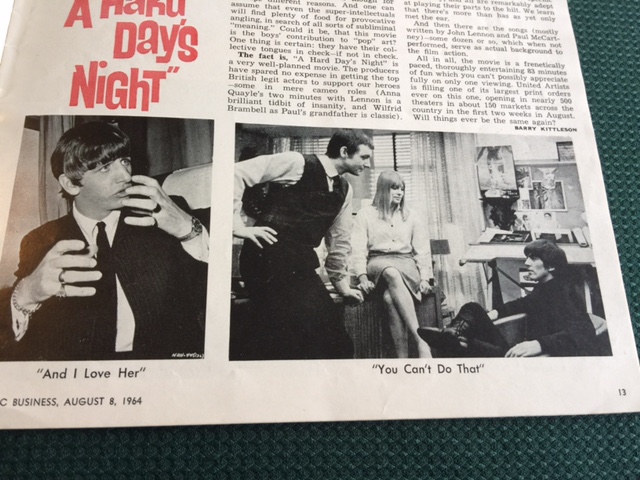 A HARD
DAY'S
NIGHT"
assume that even the super-intellectuals
will find plenty of food for provocative
angling, in search of all sorts of subliminal
"meaning." Could it be, that this movie
is the boys' contribution to "pop" art?
One thing is certain: they have their col-
lective tongues in cheek—if not in check.
The fact is, "A Hard Day's Night" is
a very well-planned movie. The producers
have spared no expense in getting the top
British legit actors to support our heroes
—some in mere cameo roles (Anna
Quayle's two minutes with Lennon is a
brilliant tidbit of insanity, and Wilfrid
Brambell as Paul's grandfather is classic).
at playing their parts to the hilt. We learn
that there's more than has as yet only
met the ear.
And then there are the songs (mostly
written by John Lennon and Paul McCart-
ney)—some dozen or so, which when not
performed, serve as actual background to
the film action.
All in all, the movie is a frenetically
paced, thoroughly entertaining 83 minutes
of fun which you can't possibly appreciate
fully on only one viewing. United Artists
is filling one of its largest print orders
ever on this one, opening in nearly 500
theaters in about 150 markets across the
country in the first two weeks in August.
Will things ever be the same again?
BARRY KITTLESON
"And I Love Her"
"You Can't Do That"
C BUSINESS, AUGUST 8, 1964
13